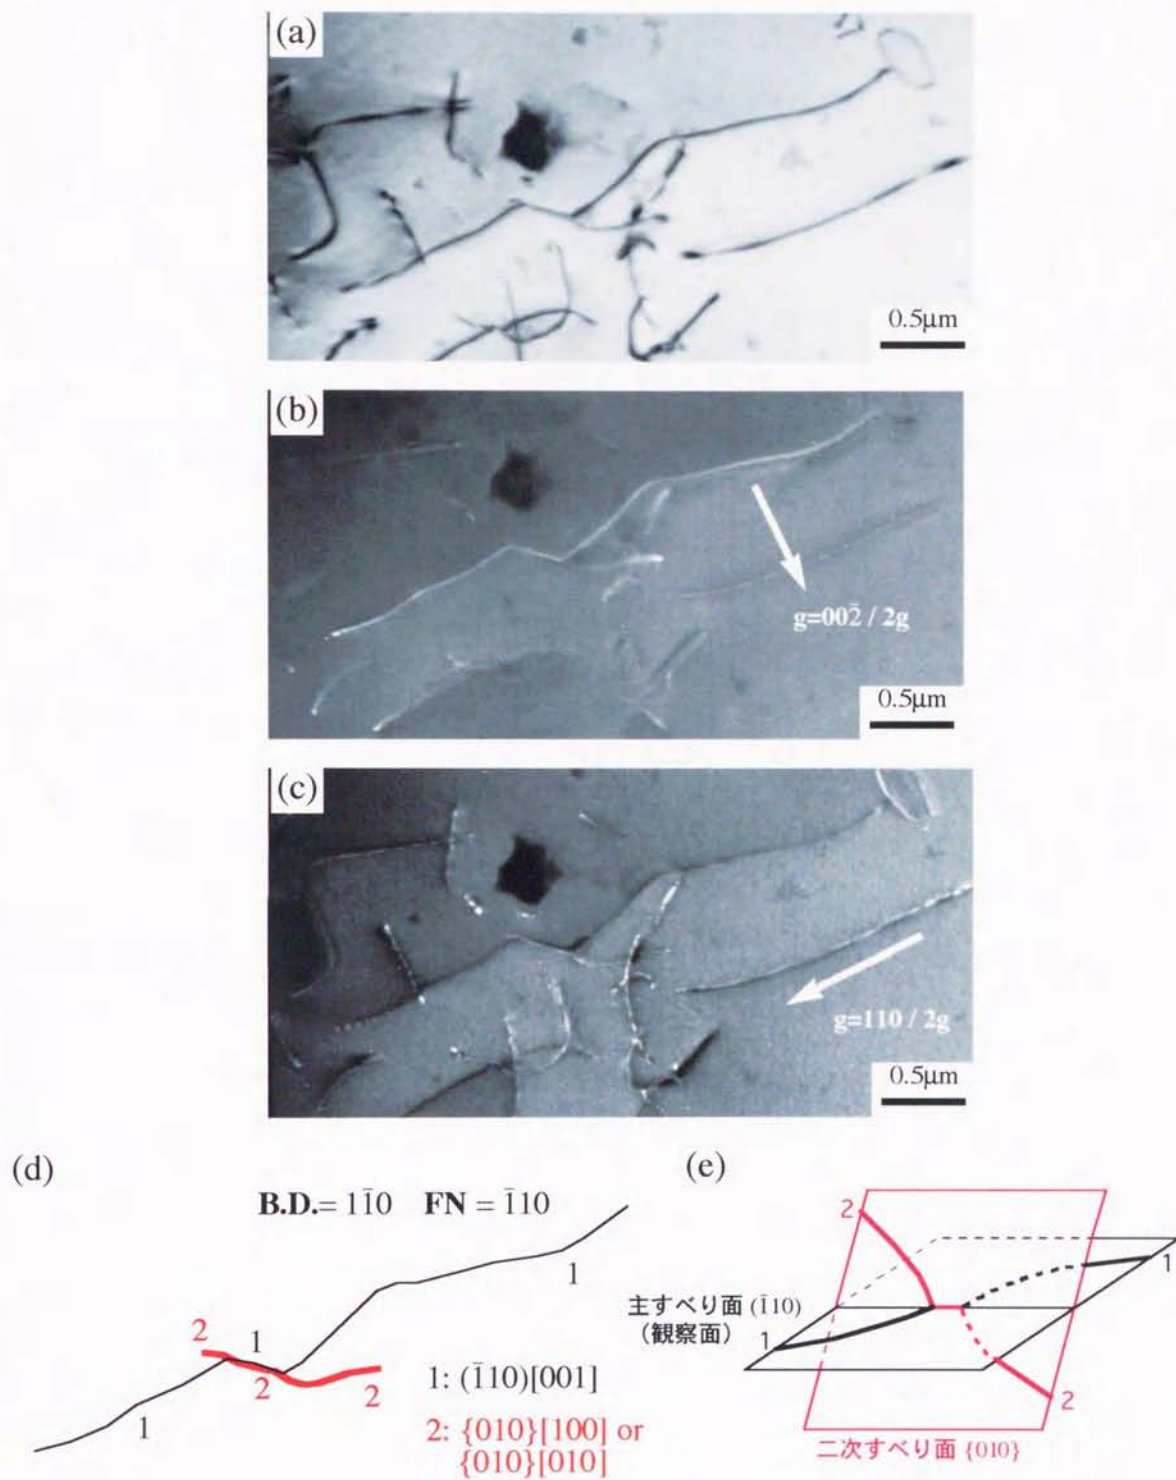 (a)
0.5μm
(b)
g=002̄ / 2g
0.5μm
(c)
g=110 / 2g
0.5μm
(d)
B.D.= 11̄0 FN = 1̄10
1
1
2
1
2
2
1: (1̄10)[001]
2: {010}[100] or
{010}[010]
(e)
2
1
主すべり面 (1̄10)
(観察面)
1
2
二次すべり面 {010}